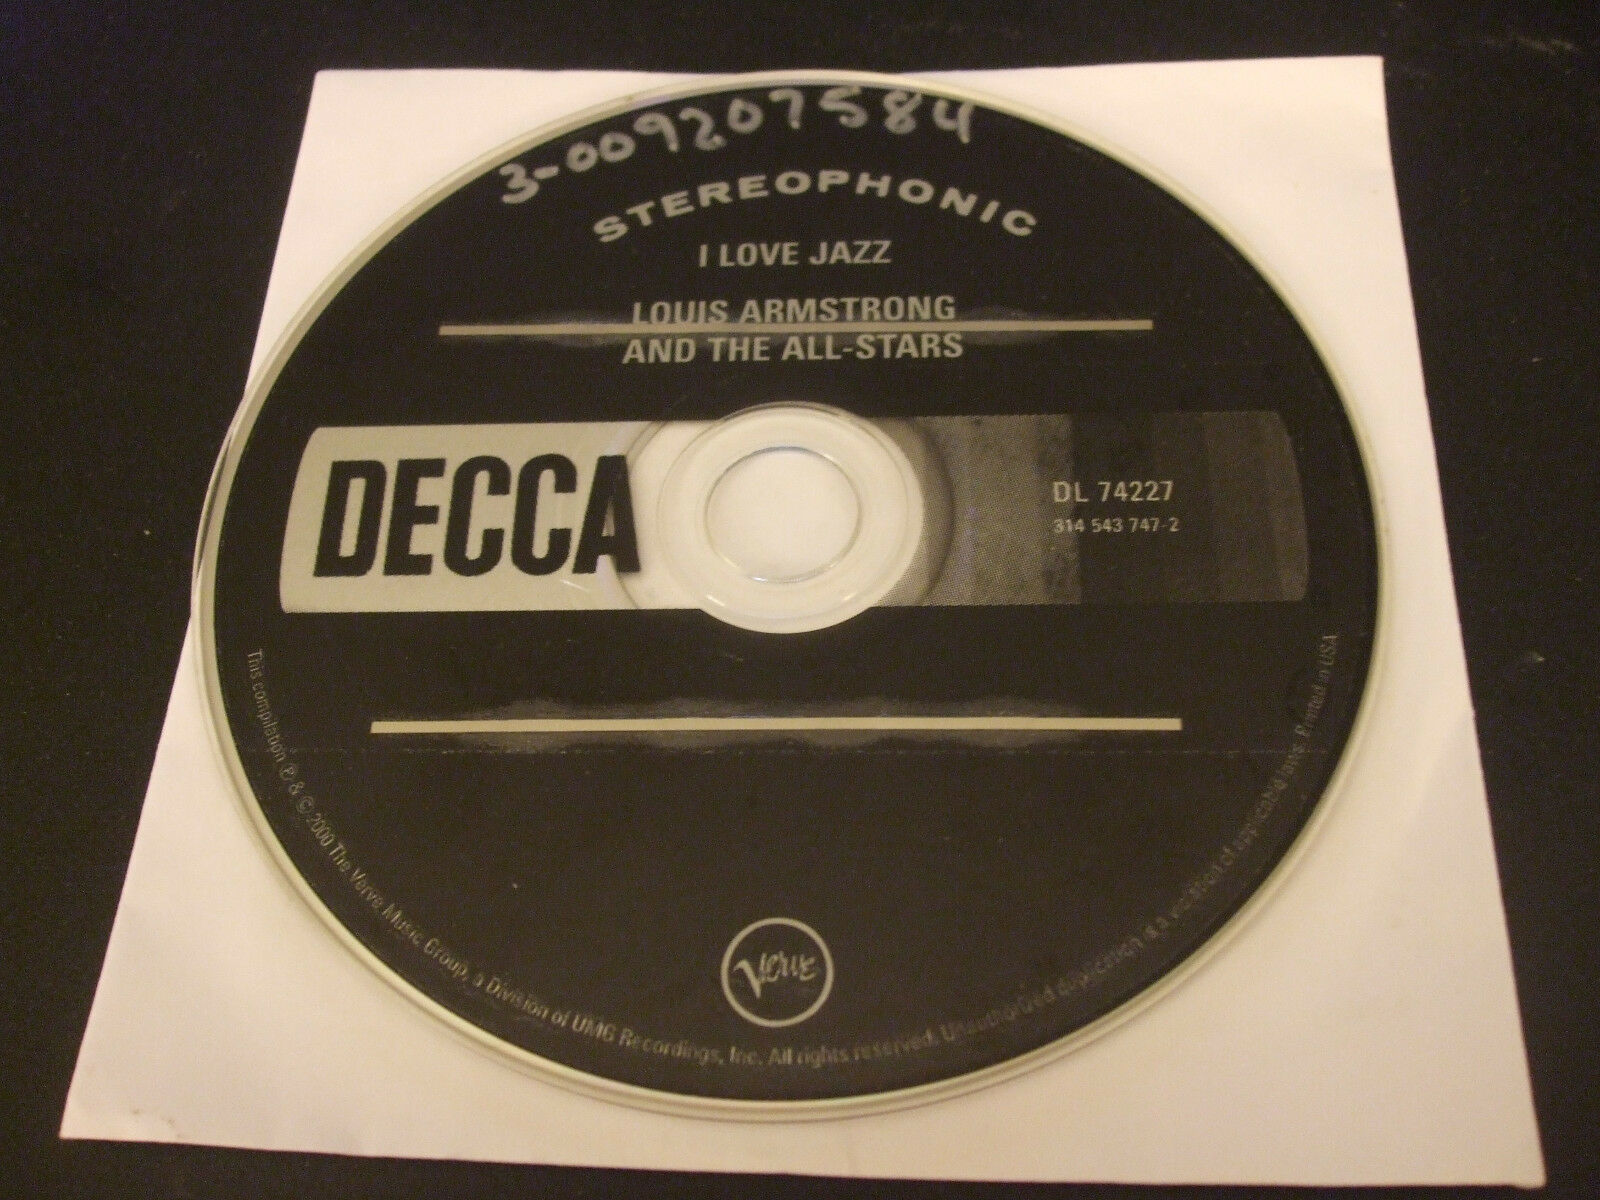 3-009207584
STEREOPHONIC
I LOVE JAZZ
LOUIS ARMSTRONG
AND THE ALL-STARS
DECCA
DL 74227
314 543 747-2
Verve
This compilation ℗ & © 2000 The Verve Music Group, a Division of UMG Recordings, Inc. All rights reserved. Unauthorized duplication is a violation of applicable laws. Printed in USA